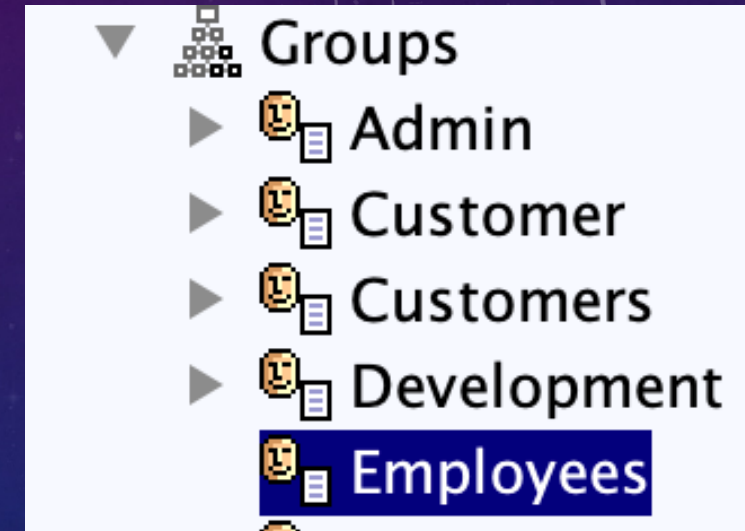 Groups
Admin
Customer
Customers
Development
Employees